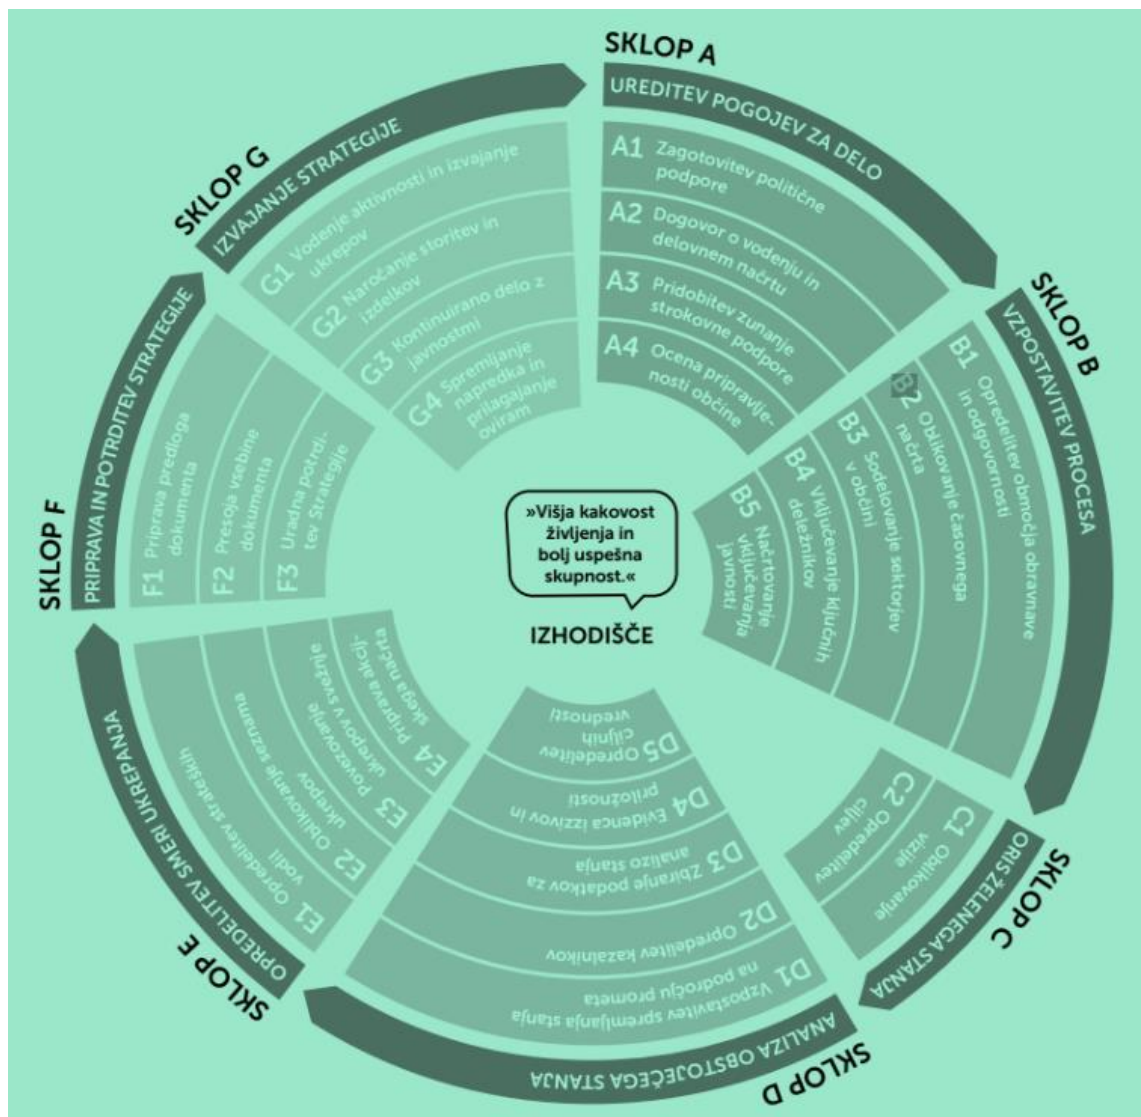 SKLOP A
UREDITEV POGOJEV ZA DELO
A1 Zagotovitev politične
podpore
A2 Dogovor o vodenju in
delovnem načrtu
A3 Pridobitev zunanje
strokovne podpore
A4 Ocena pripravlje-
nosti občine
SKLOP B
VZPOSTAVITEV PROCESA
B1 Opredelitev območja obravnave
in odgovornosti
B2 Oblikovanje časovnega
načrta
B3 Sodelovanje sektorjev
v občini
B4 Vključevanje ključnih
deležnikov
B5 Načrtovanje
vključevanja
javnosti
SKLOP C
ORIS ŽELENEGA STANJA
C1 Oblikovanje
vizije
C2 Opredelitev
ciljev
SKLOP D
ANALIZA OBSTOJEČEGA STANJA
D1 Vzpostavitev spremljanja stanja
na področju prometa
D2 Opredelitev kazalnikov
D3 Zbiranje podatkov za
analizo stanja
D4 Evidenca izzivov in
priložnosti
D5 Opredelitev
ciljnih
vrednosti
SKLOP E
OPREDELITEV SMERI UKREPANJA
E1 Opredelitev strateških
vodil
E2 Oblikovanje seznama
ukrepov
E3 Povezovanje
ukrepov v svežnje
E4 Priprava akcij-
skega načrta
SKLOP F
PRIPRAVA IN POTRDITEV STRATEGIJE
F1 Priprava predloga
dokumenta
F2 Presoja vsebine
dokumenta
F3 Uradna potrdi-
tev Strategije
SKLOP G
IZVAJANJE STRATEGIJE
G1 Vodenje aktivnosti in izvajanje
ukrepov
G2 Naročanje storitev in
izdelkov
G3 Kontinuirano delo z
javnostmi
G4 Spremljanje
napredka in
prilagajanje
oviram
»Višja kakovost
življenja in
bolj uspešna
skupnost.«
IZHODIŠČE